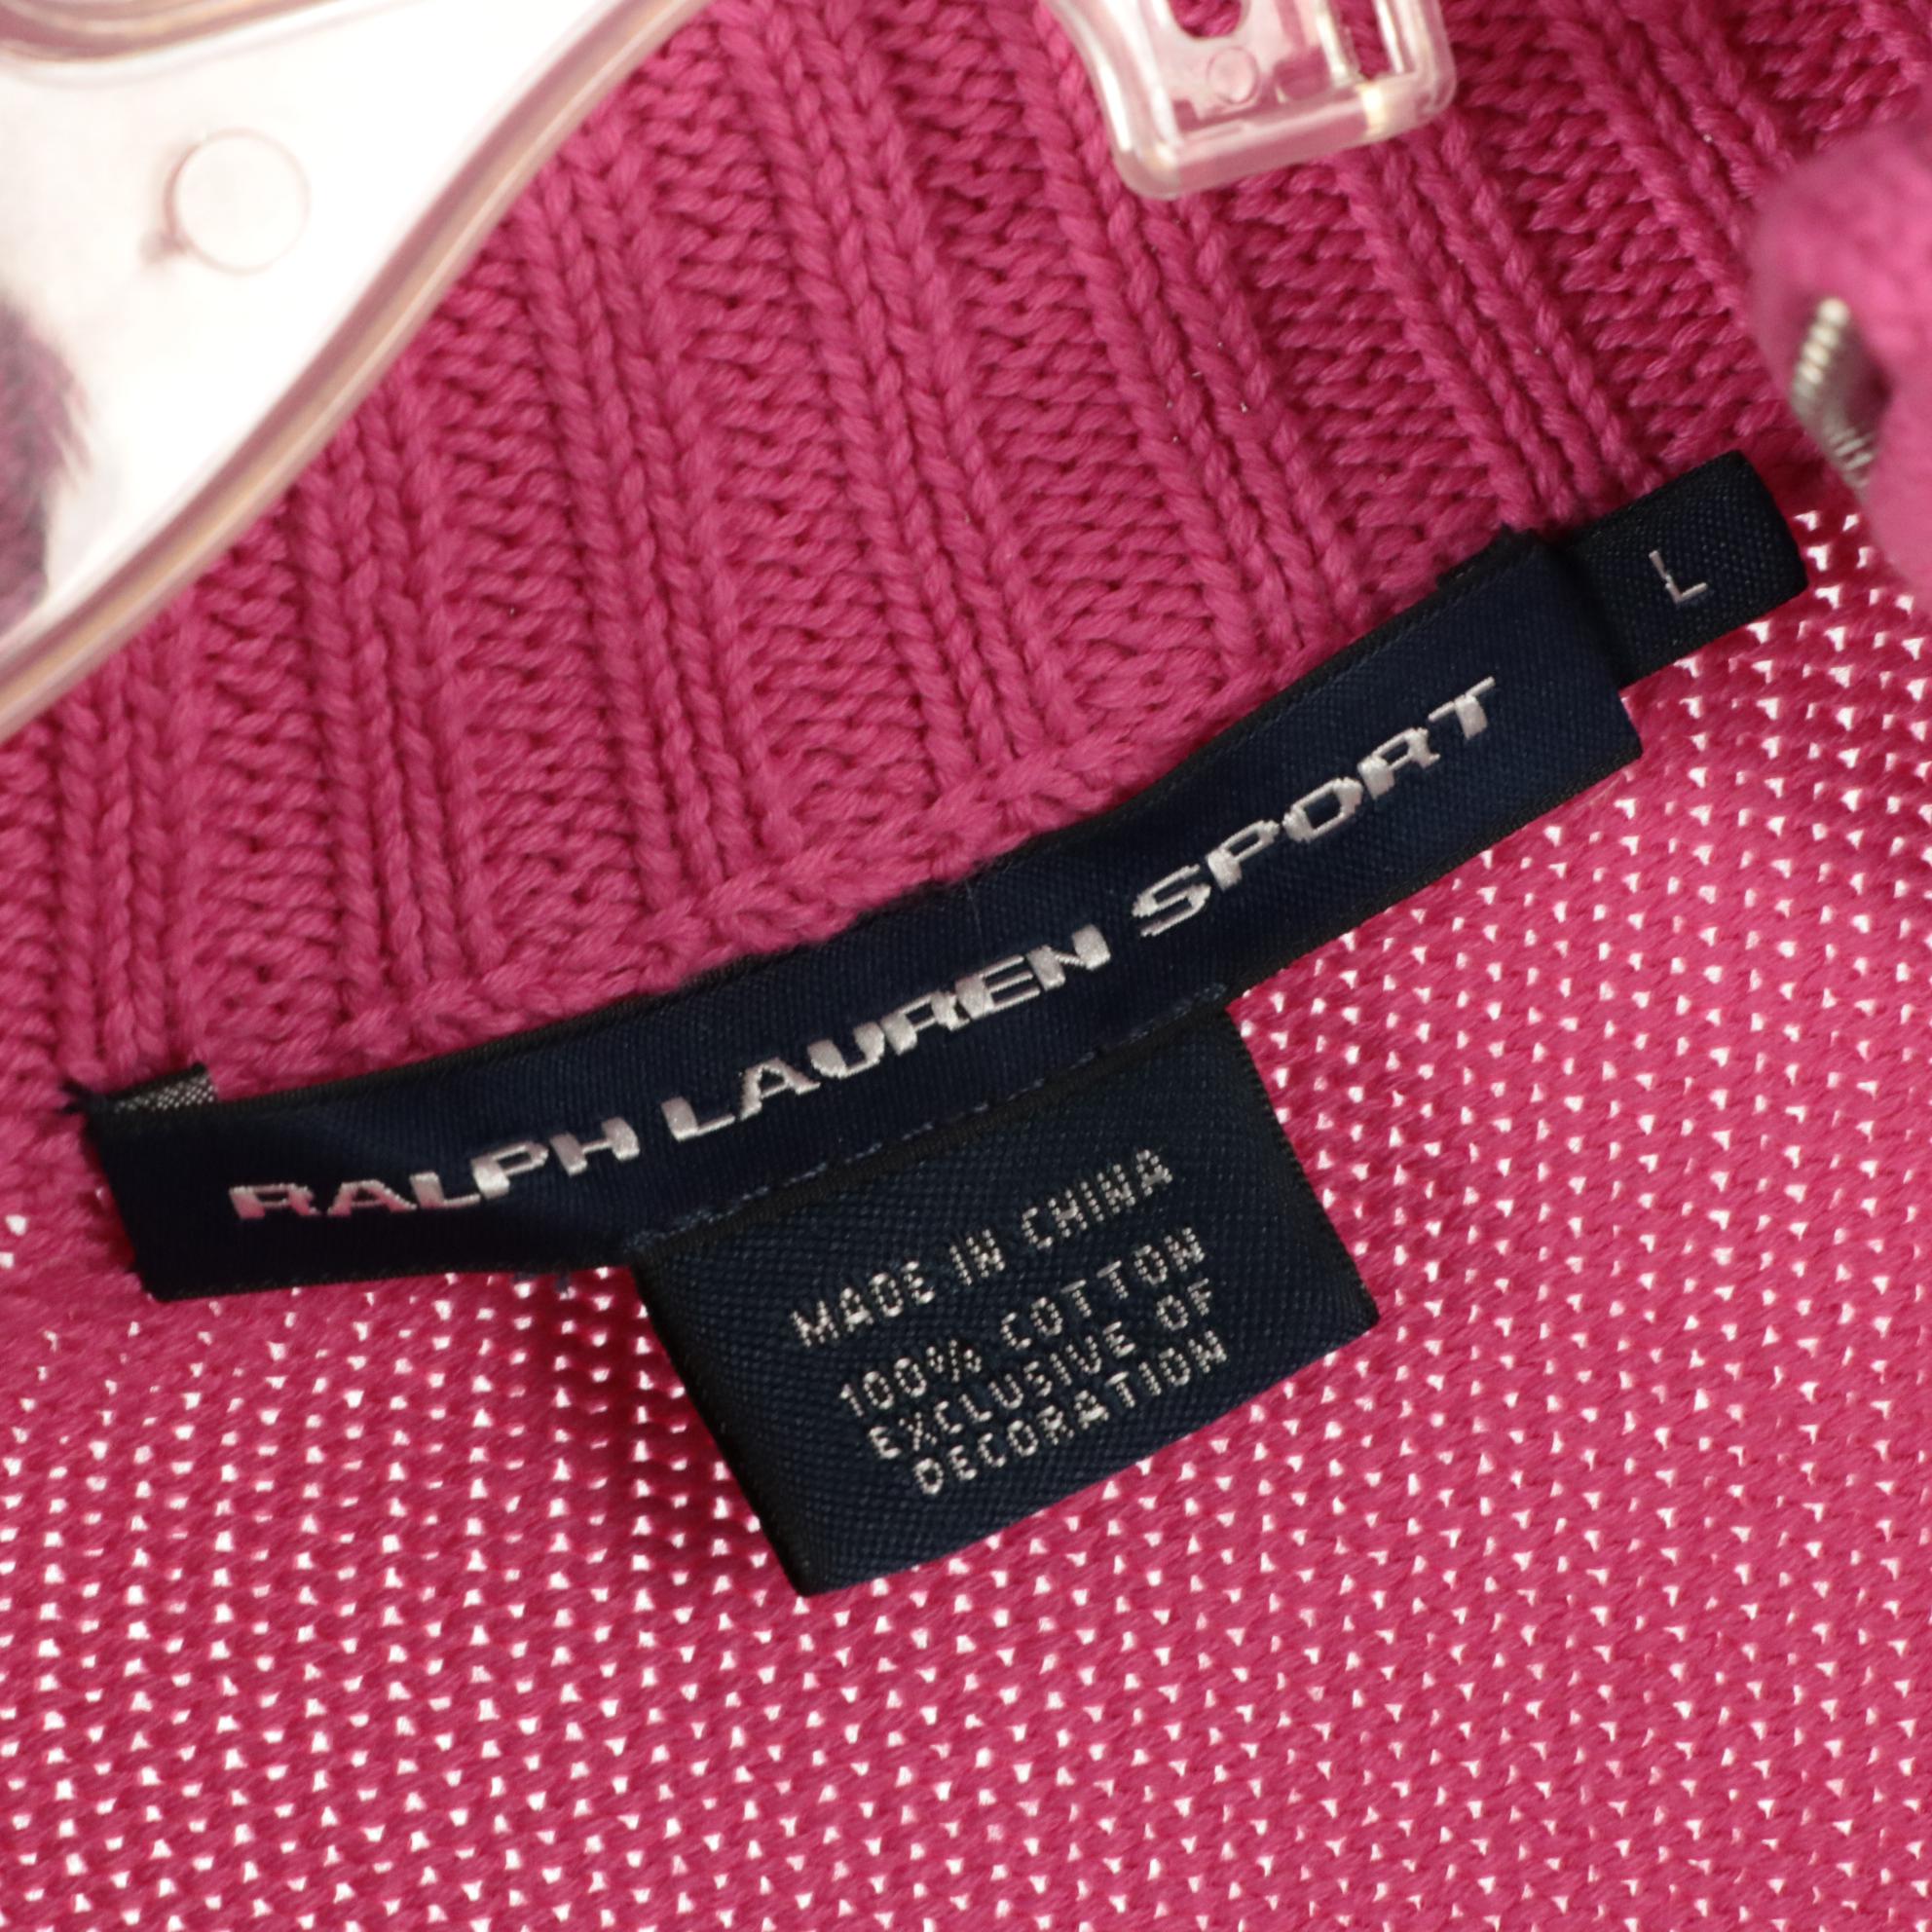 L
RALPH LAUREN SPORT
MADE IN CHINA
100% COTTON
EXCLUSIVE OF
DECORATION